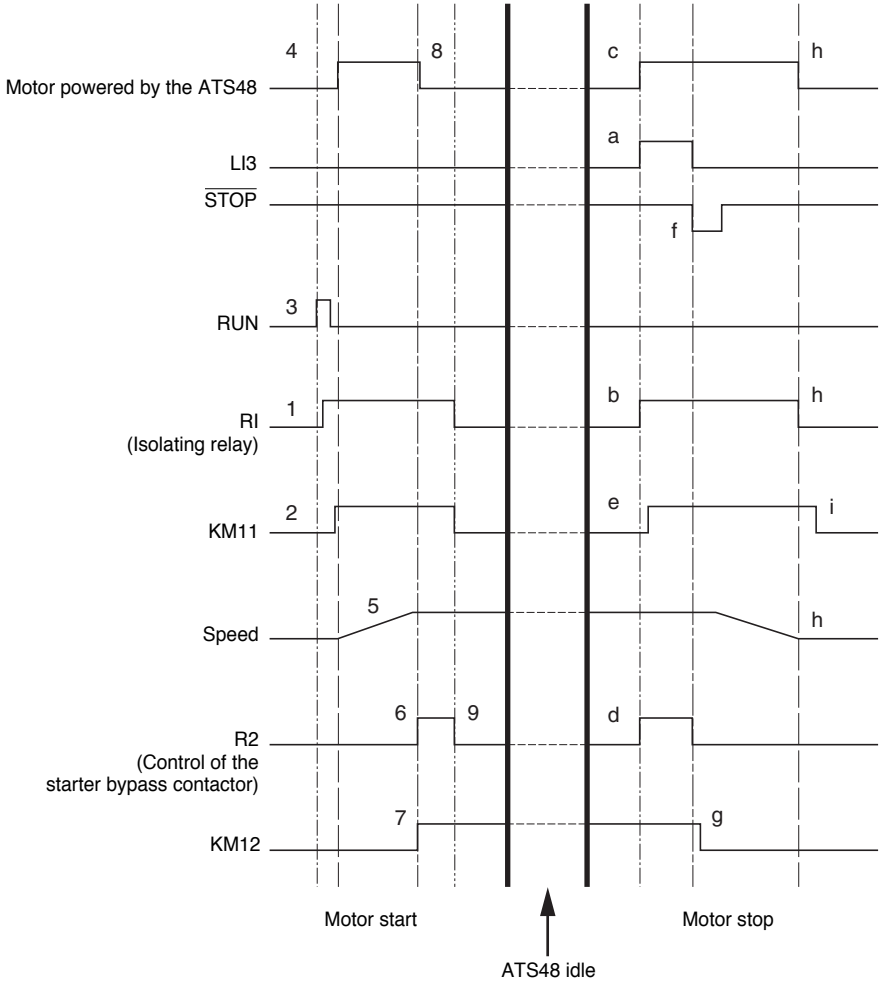 4 8 c h
Motor powered by the ATS48
a
LI3
STOP
f
3
RUN
1 b h
RI
(Isolating relay)
2 e i
KM11
5
Speed h
6 9 d
R2
(Control of the
starter bypass contactor)
7 g
KM12
Motor start Motor stop
ATS48 idle